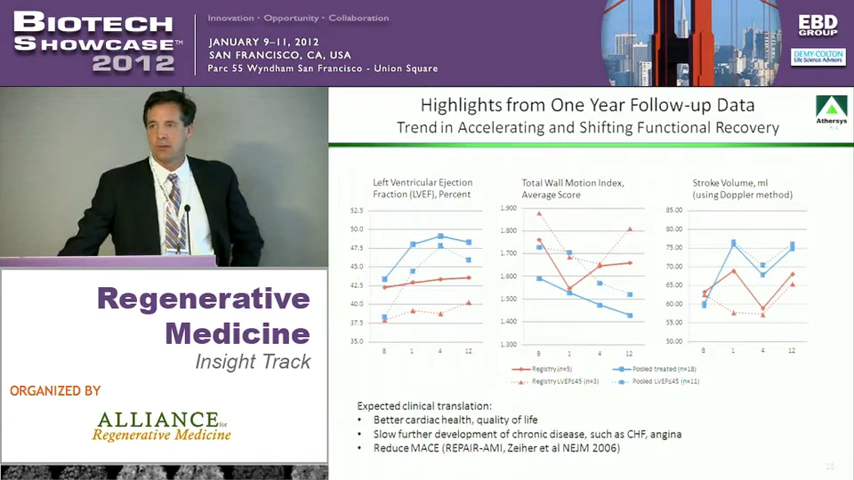 BIOTECH
SHOWCASE™
2012
Innovation • Opportunity • Collaboration
JANUARY 9–11, 2012
SAN FRANCISCO, CA, USA
Parc 55 Wyndham San Francisco - Union Square
EBD
GROUP
DEMY-COLTON
Life Science Advisors
Highlights from One Year Follow-up Data
Trend in Accelerating and Shifting Functional Recovery
Athersys
Left Ventricular Ejection
Fraction (LVEF), Percent
52.5
50.0
47.5
45.0
42.5
40.0
37.5
35.0
B 1 4 12
Total Wall Motion Index,
Average Score
1.900
1.800
1.700
1.600
1.500
1.400
1.300
B 1 4 12
Stroke Volume, ml
(using Doppler method)
85.00
80.00
75.00
70.00
65.00
60.00
55.00
50.00
B 1 4 12
Registry (n=5)
Pooled treated (n=18)
Registry LVEF≤45 (n=3)
Pooled LVEF≤45 (n=11)
Expected clinical translation:
• Better cardiac health, quality of life
• Slow further development of chronic disease, such as CHF, angina
• Reduce MACE (REPAIR-AMI, Zeiher et al NEJM 2006)
Regenerative
Medicine
Insight Track
ORGANIZED BY
ALLIANCE for
Regenerative Medicine